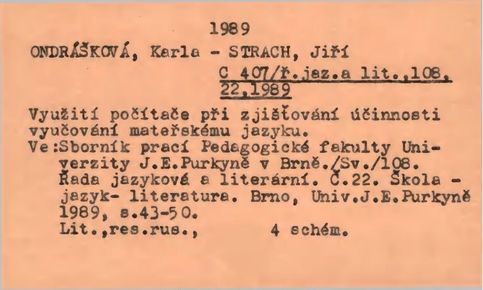 1989
ONDRÁŠKOVÁ, Karla - STRACH, Jiří
C 407/ř.jaz.a lit.,108,
22,1989
Využití počítače při zjišťování účinnosti
vyučování mateřskému jazyku.
Ve:Sborník prací Pedagogické fakulty Uni-
verzity J.E.Purkyně v Brně./Sv./108.
Řada jazyková a literární. Č.22. Škola -
jazyk- literatura. Brno, Univ.J.E.Purkyně
1989, s.43-50.
Lit.,res.rus., 4 schém.